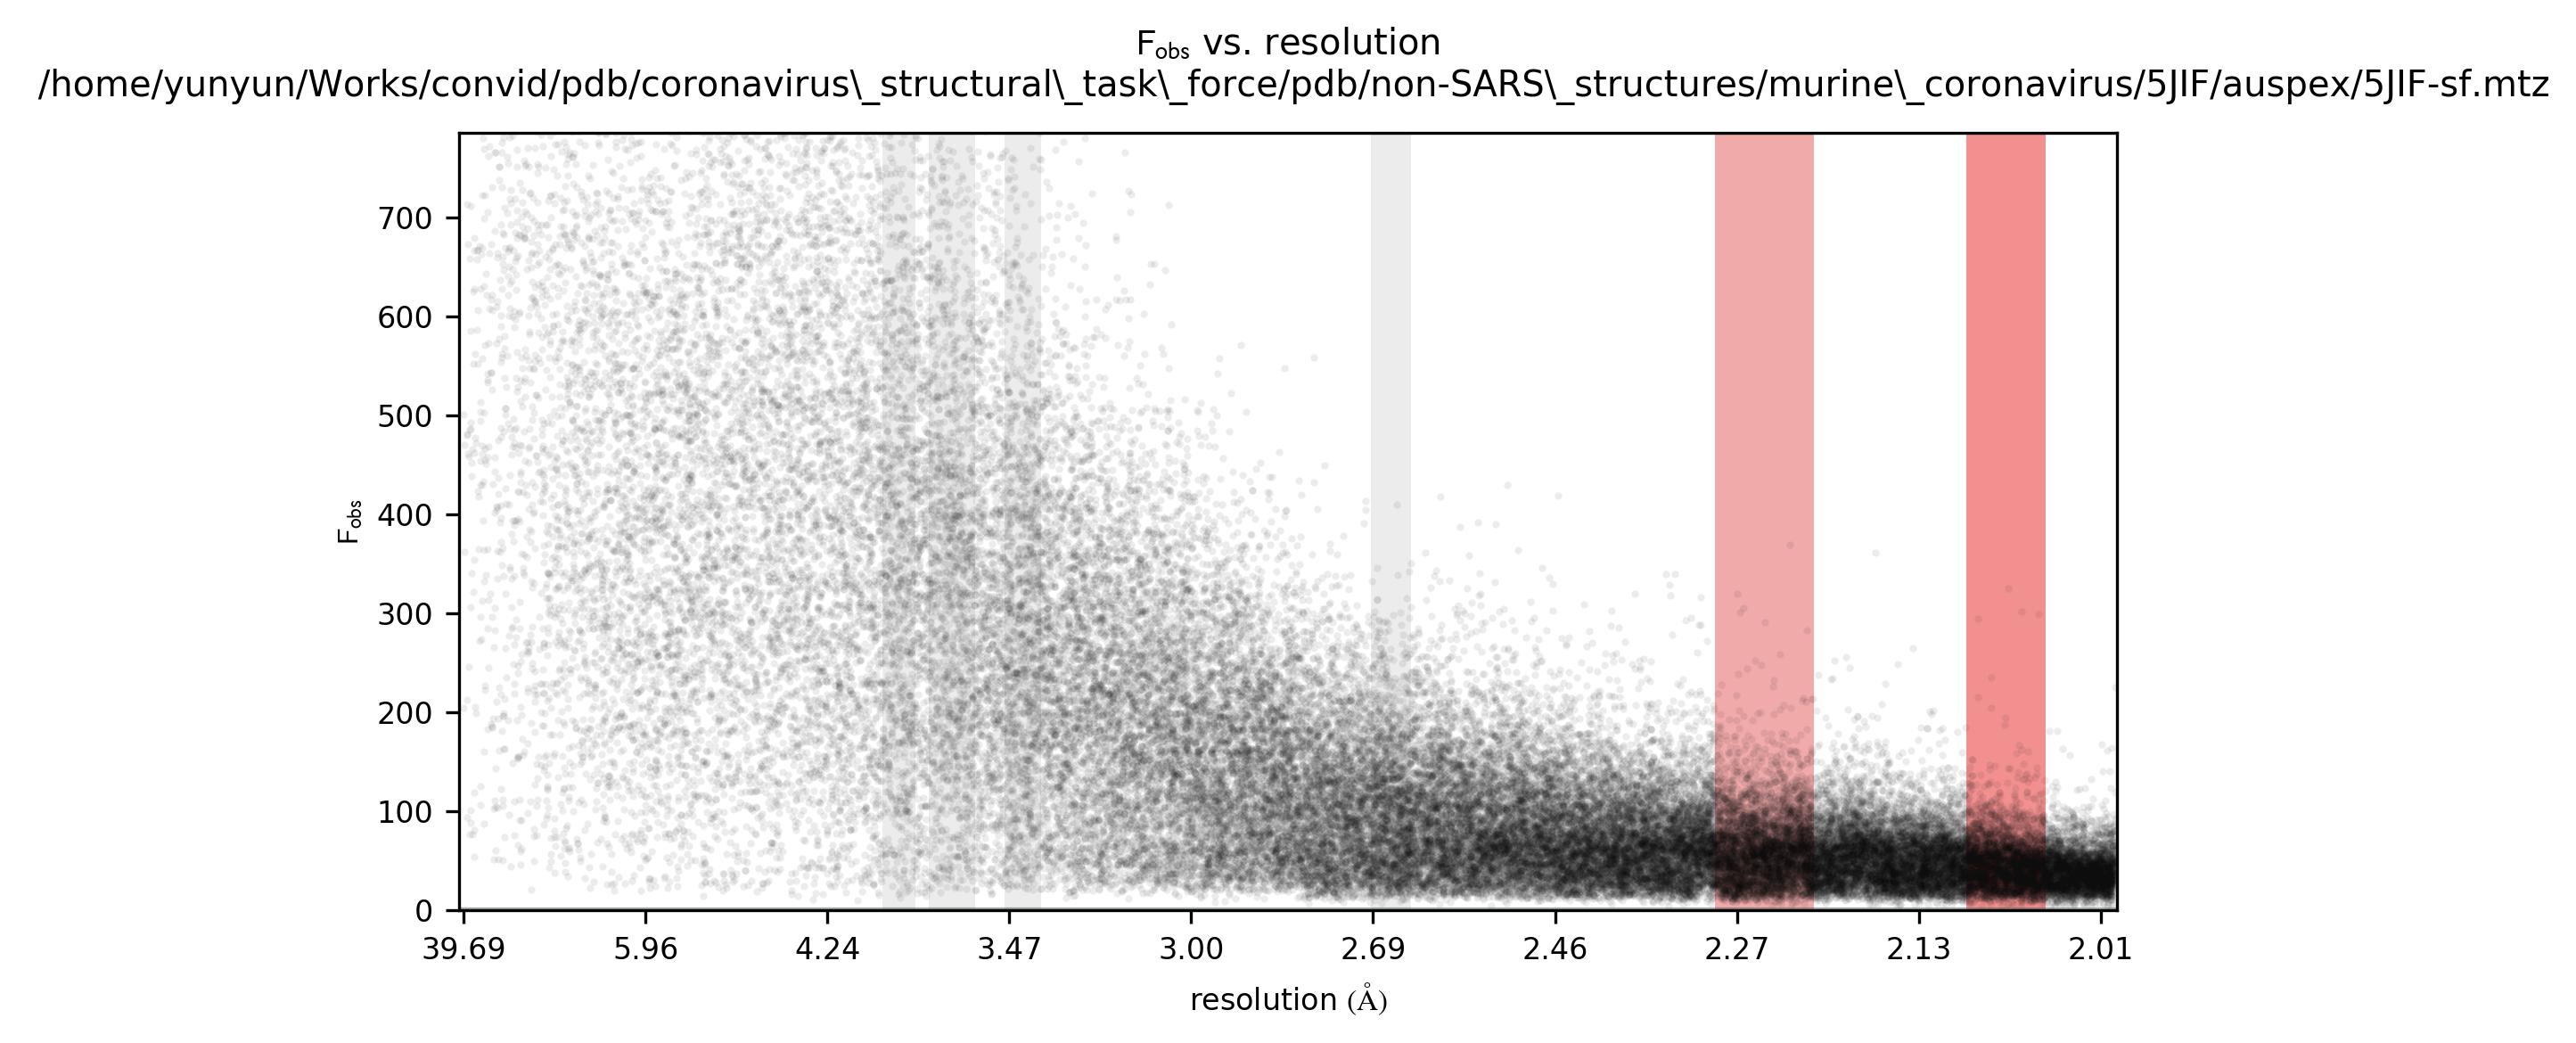 Fobs vs. resolution
/home/yunyun/Works/convid/pdb/coronavirus\_structural\_task\_force/pdb/non-SARS\_structures/murine\_coronavirus/5JIF/auspex/5JIF-sf.mtz
Fobs
700
600
500
400
300
200
100
0
39.69 5.96 4.24 3.47 3.00 2.69 2.46 2.27 2.13 2.01
resolution (Å)